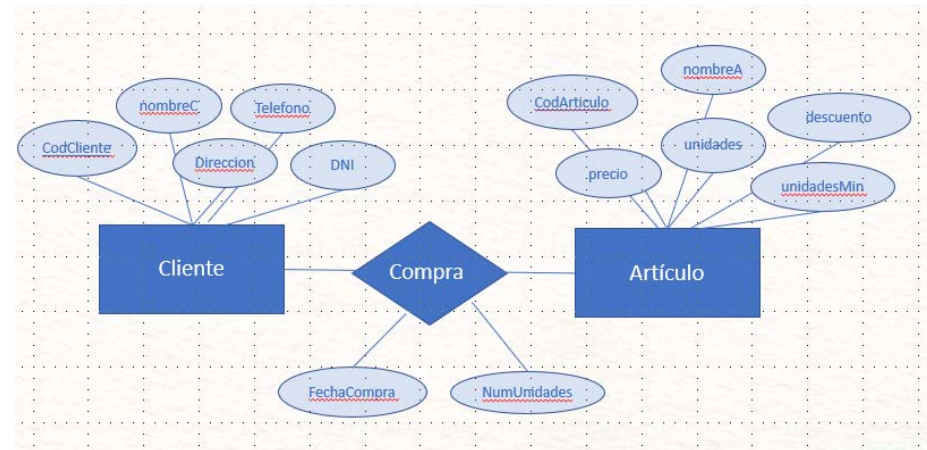 nombreA
nombreC
Telefono
CodArticulo
descuento
CodCliente
Direccion
DNI
unidades
precio
unidadesMin
Cliente
Compra
Artículo
FechaCompra
NumUnidades